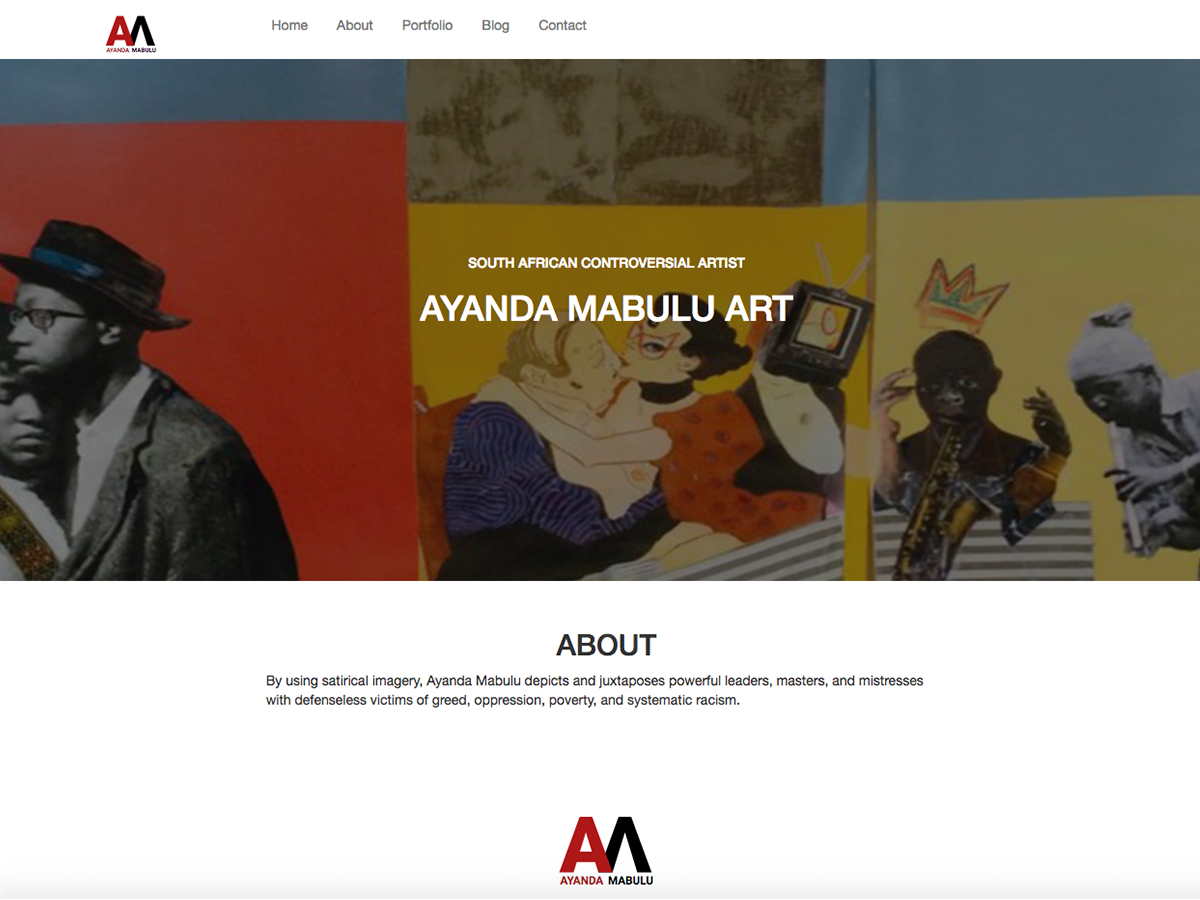 AYANDA MABULU
Home About Portfolio Blog Contact
SOUTH AFRICAN CONTROVERSIAL ARTIST
AYANDA MABULU ART
ABOUT
By using satirical imagery, Ayanda Mabulu depicts and juxtaposes powerful leaders, masters, and mistresses
with defenseless victims of greed, oppression, poverty, and systematic racism.
AYANDA MABULU